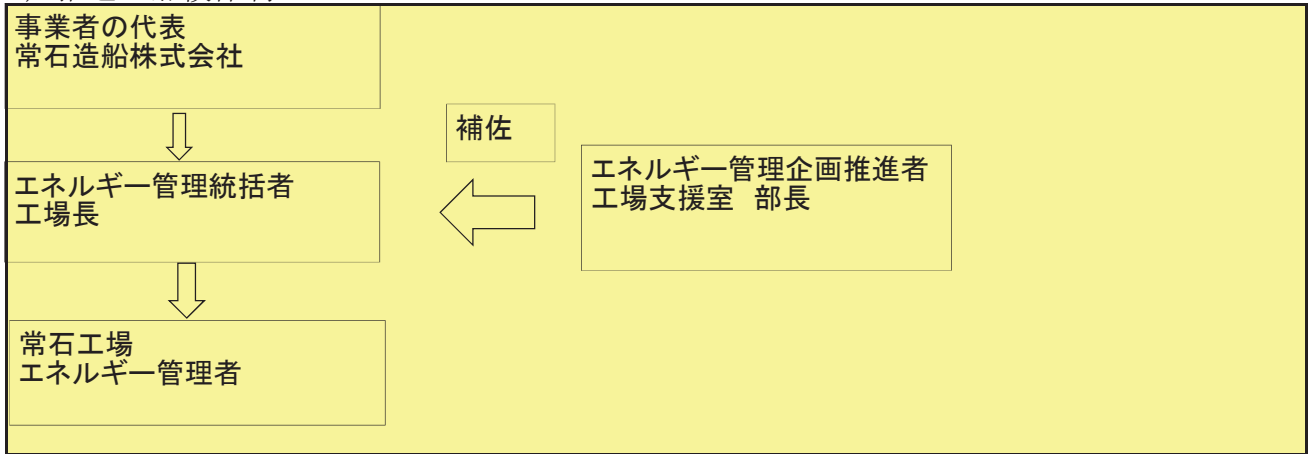 事業者の代表
常石造船株式会社
補佐
エネルギー管理統括者
工場長
エネルギー管理企画推進者
工場支援室 部長
常石工場
エネルギー管理者